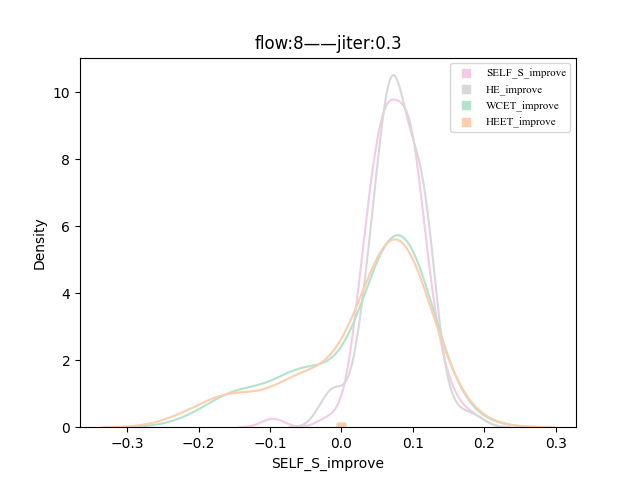 flow:8——jiter:0.3
SELF_S_improve
HE_improve
WCET_improve
HEET_improve
Density
10
8
6
4
2
0
−0.3 −0.2 −0.1 0.0 0.1 0.2 0.3
SELF_S_improve